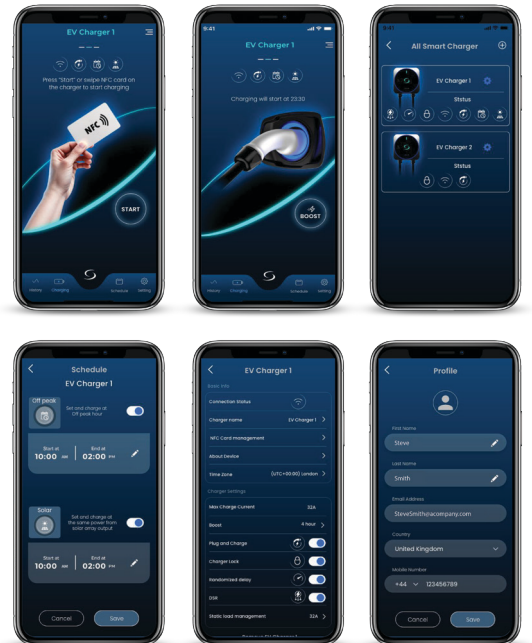 EV Charger 1
Press "Start" or swipe NFC card on
the charger to start charging
NFC
START
History
Charging
Schedule
Setting
9:41
EV Charger 1
Charging will start at 23:30
BOOST
History
Charging
Schedule
Setting
9:41
All Smart Charger
EV Charger 1
Status
EV Charger 2
Status
Schedule
EV Charger 1
Off peak
Set and charge at
Off peak hour
Start at
10:00 AM
End at
02:00 PM
Solar
Set and charge at
the same power from
solar array output
Start at
10:00 AM
End at
02:00 PM
Cancel
Save
EV Charger 1
Basic Info
Connection Status
Charger name
EV Charger 1 >
NFC Card management >
About Device >
Time Zone
(UTC+00:00) London >
Charger Settings
Max Charge Current
32A
Boost
4 hour >
Plug and Charge
Charger Lock
Randomized delay
DSR
Static load management
32A >
Profile
First Name
Steve
Last Name
Smith
Email Address
SteveSmith@acompany.com
Country
United Kingdom
Mobile Number
+44
123456789
Cancel
Save